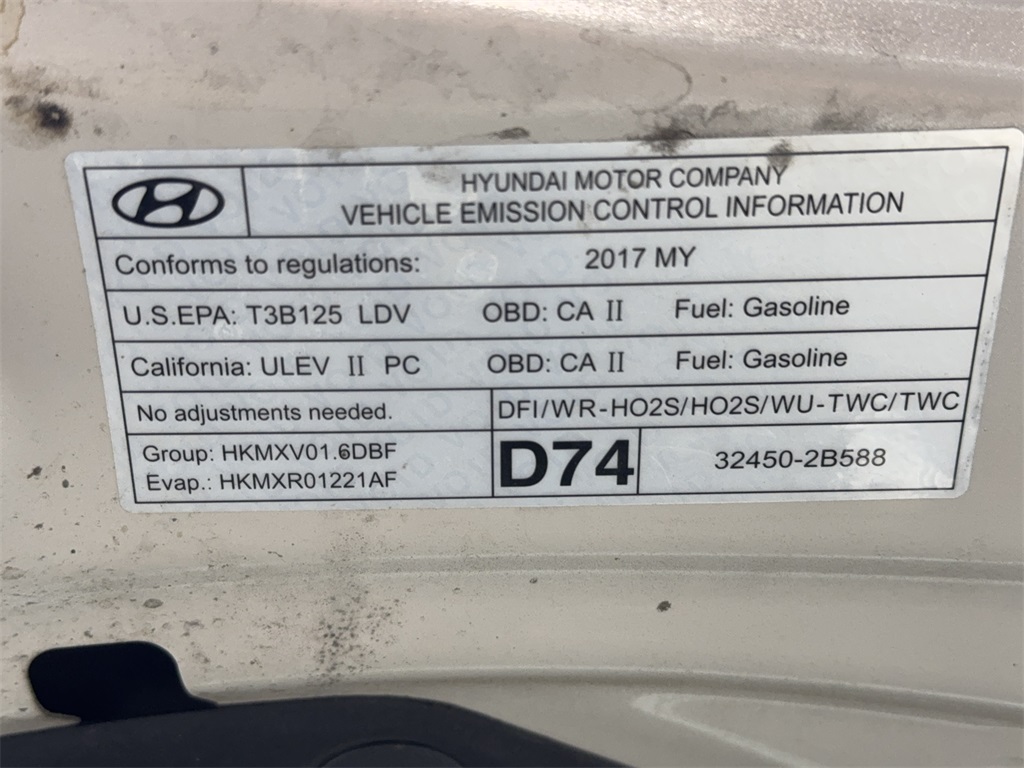 HYUNDAI MOTOR COMPANY
VEHICLE EMISSION CONTROL INFORMATION
Conforms to regulations: 2017 MY
U.S.EPA: T3B125 LDV OBD: CA II Fuel: Gasoline
California: ULEV II PC OBD: CA II Fuel: Gasoline
No adjustments needed. DFI/WR-HO2S/HO2S/WU-TWC/TWC
Group: HKMXV01.6DBF
Evap.: HKMXR01221AF
D74 32450-2B588